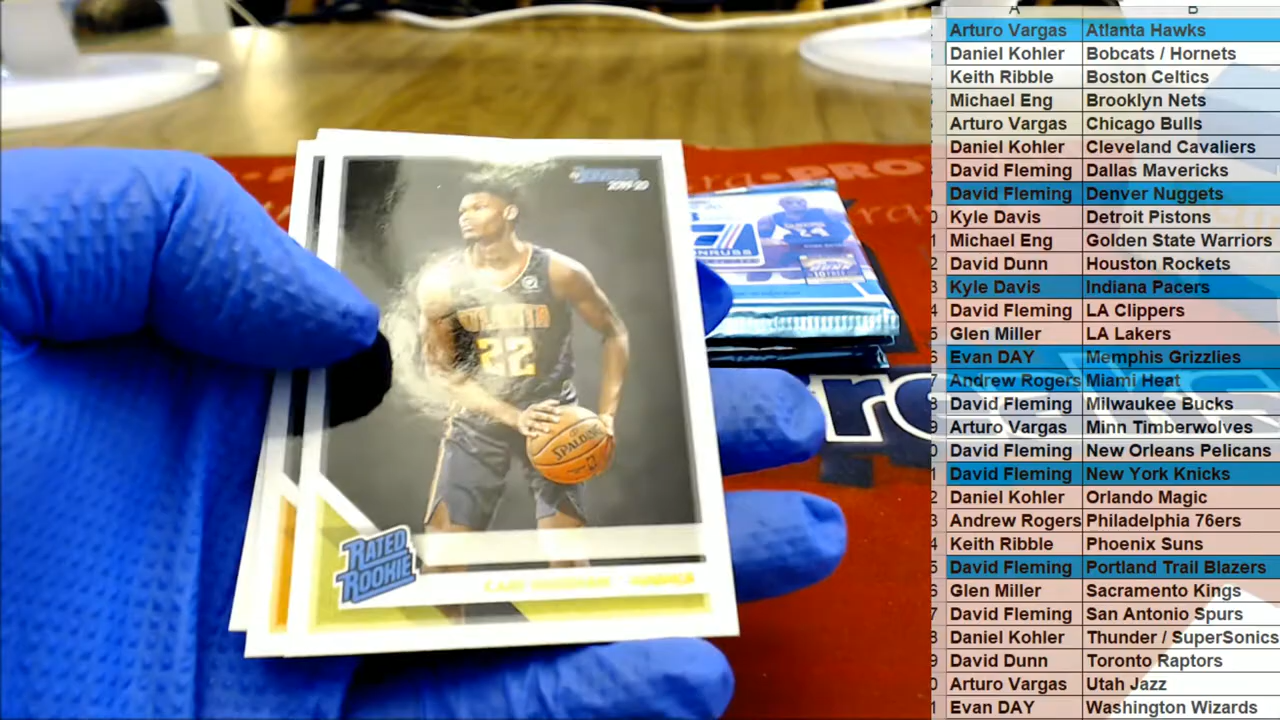 A B
Arturo Vargas Atlanta Hawks
Daniel Kohler Bobcats / Hornets
Keith Ribble Boston Celtics
Michael Eng Brooklyn Nets
Arturo Vargas Chicago Bulls
Daniel Kohler Cleveland Cavaliers
David Fleming Dallas Mavericks
David Fleming Denver Nuggets
Kyle Davis Detroit Pistons
Michael Eng Golden State Warriors
David Dunn Houston Rockets
Kyle Davis Indiana Pacers
David Fleming LA Clippers
Glen Miller LA Lakers
Evan DAY Memphis Grizzlies
Andrew Rogers Miami Heat
David Fleming Milwaukee Bucks
Arturo Vargas Minn Timberwolves
David Fleming New Orleans Pelicans
David Fleming New York Knicks
Daniel Kohler Orlando Magic
Andrew Rogers Philadelphia 76ers
Keith Ribble Phoenix Suns
David Fleming Portland Trail Blazers
Glen Miller Sacramento Kings
David Fleming San Antonio Spurs
Daniel Kohler Thunder / SuperSonics
David Dunn Toronto Raptors
Arturo Vargas Utah Jazz
Evan DAY Washington Wizards
2019-20
ATLANTA
22
SPALDING
RATED
ROOKIE
24